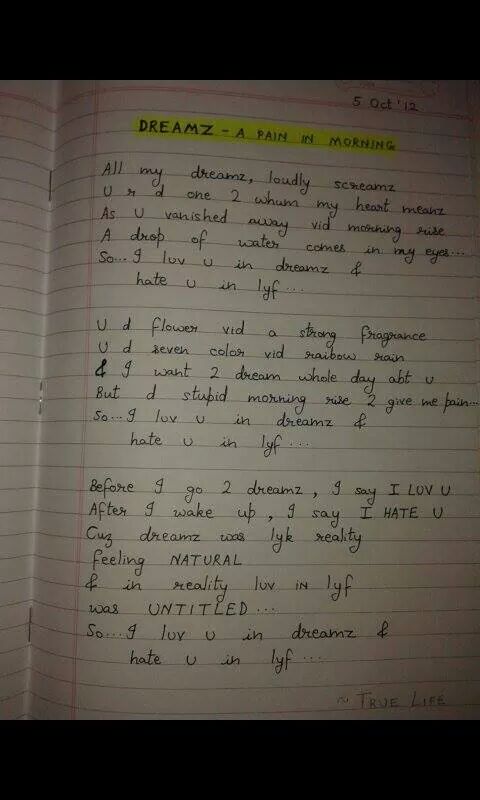 5 Oct '12
DREAMZ - A PAIN IN MORNING
All my dreamz, loudly screamz
U r d one 2 whum my heart meanz
As U vanished away vid morning rise
A drop of water comes in my eyes...
So...I luv u in dreamz &
hate u in lyf...
U d flower vid a strong fragrance
U d seven color vid raibow rain
& I want 2 dream whole day abt u
But d stupid morning rise 2 give me pain...
So...I luv u in dreamz &
hate u in lyf...
Before I go 2 dreamz, I say I LUV U
After I wake up, I say I HATE U
Cuz dreamz was lyk reality
feeling NATURAL
& in reality luv in lyf
was UNTITLED...
So...I luv u in dreamz &
hate u in lyf...
~ TRUE LIFE